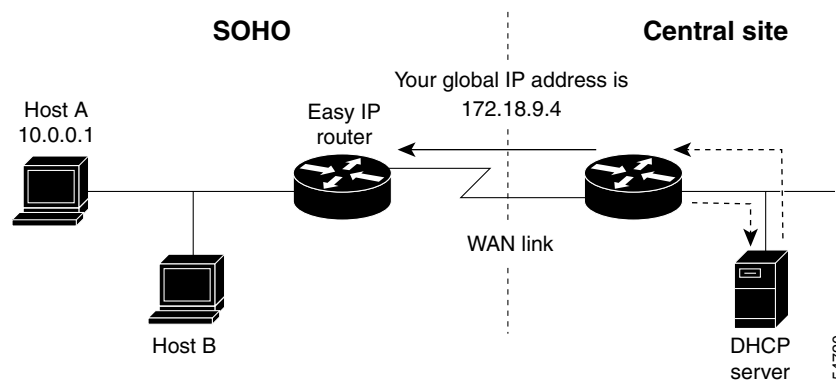 SOHO
Central site
Your global IP address is
172.18.9.4
Host A
10.0.0.1
Easy IP
router
WAN link
Host B
DHCP
server